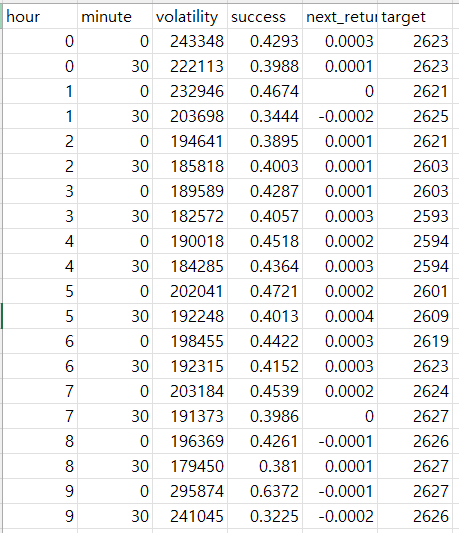 hour minute volatility success next_retur target
0 0 243348 0.4293 0.0003 2623
0 30 222113 0.3988 0.0001 2623
1 0 232946 0.4674 0 2621
1 30 203698 0.3444 -0.0002 2625
2 0 194641 0.3895 0.0001 2621
2 30 185818 0.4003 0.0001 2603
3 0 189589 0.4287 0.0001 2603
3 30 182572 0.4057 0.0003 2593
4 0 190018 0.4518 0.0002 2594
4 30 184285 0.4364 0.0003 2594
5 0 202041 0.4721 0.0002 2601
5 30 192248 0.4013 0.0004 2609
6 0 198455 0.4422 0.0003 2619
6 30 192315 0.4152 0.0003 2623
7 0 203184 0.4539 0.0002 2624
7 30 191373 0.3986 0 2627
8 0 196369 0.4261 -0.0001 2626
8 30 179450 0.381 0.0001 2627
9 0 295874 0.6372 -0.0001 2627
9 30 241045 0.3225 -0.0002 2626